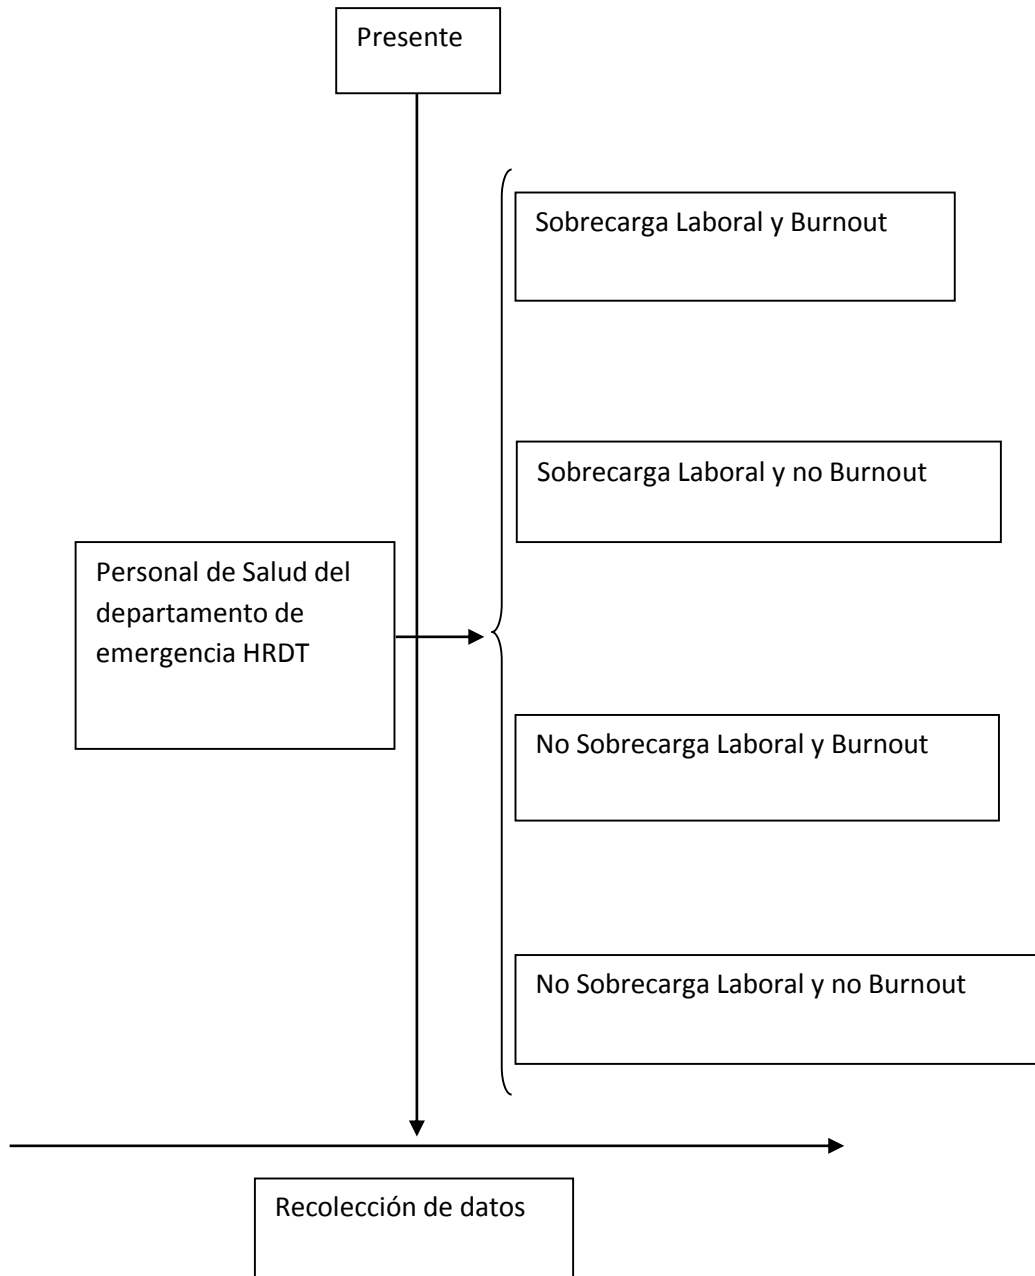 Presente
Sobrecarga Laboral y Burnout
Sobrecarga Laboral y no Burnout
Personal de Salud del
departamento de
emergencia HRDT
No Sobrecarga Laboral y Burnout
No Sobrecarga Laboral y no Burnout
Recolección de datos